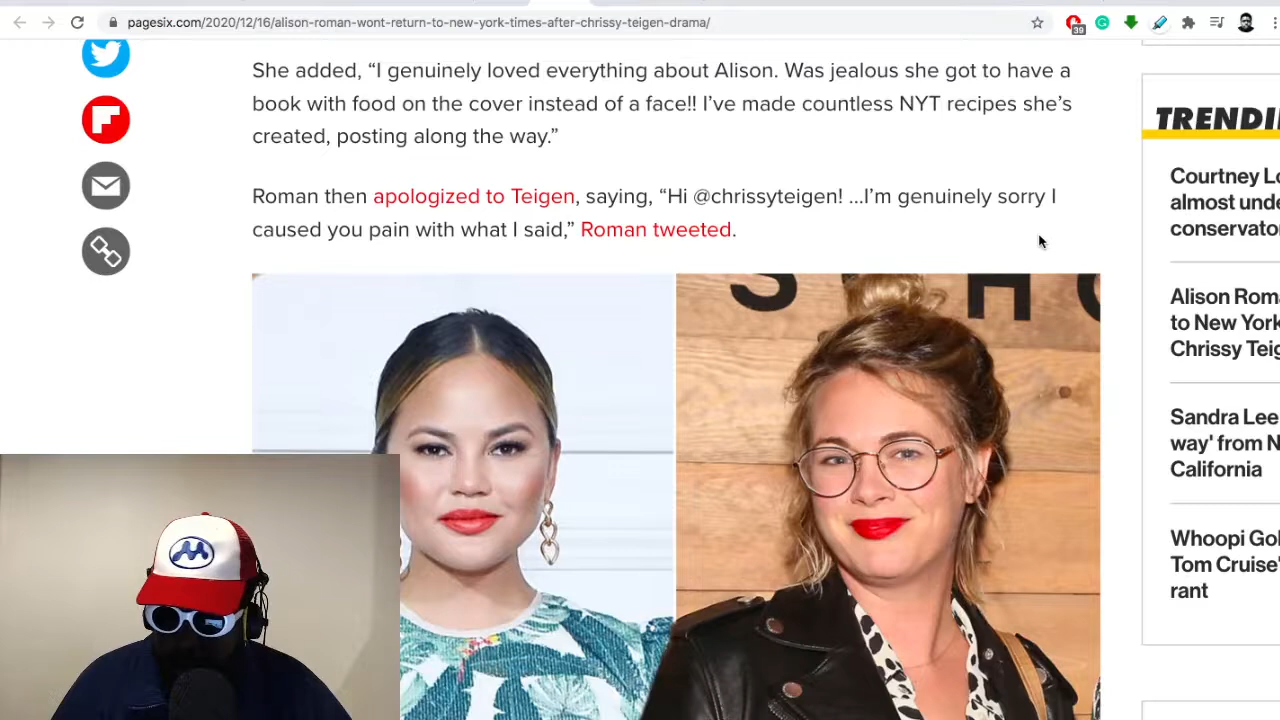 pagesix.com/2020/12/16/alison-roman-wont-return-to-new-york-times-after-chrissy-teigen-drama/
39
She added, “I genuinely loved everything about Alison. Was jealous she got to have a
book with food on the cover instead of a face!! I’ve made countless NYT recipes she’s
created, posting along the way.”
Roman then apologized to Teigen, saying, “Hi @chrissyteigen! ...I’m genuinely sorry I
caused you pain with what I said,” Roman tweeted.
TRENDI
Courtney Lo
almost unde
conservator
Alison Roma
to New York
Chrissy Teig
Sandra Lee
way' from N
California
Whoopi Gol
Tom Cruise'
rant